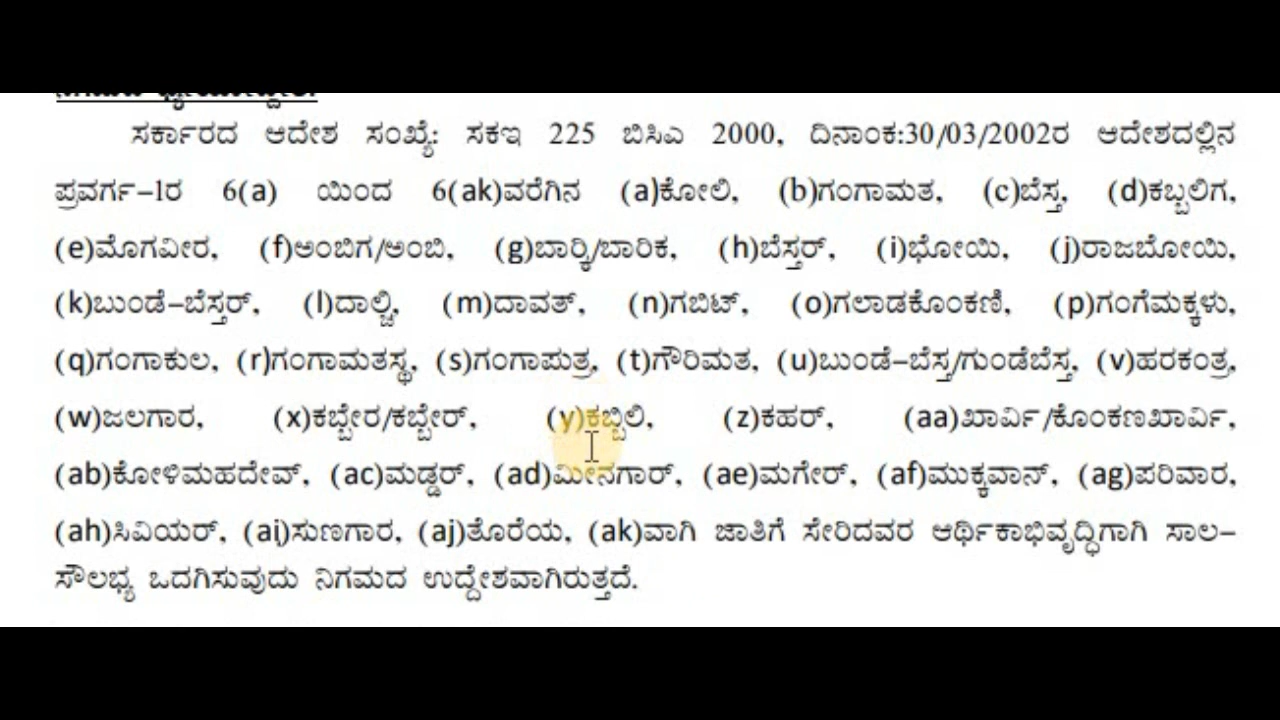 ಸರ್ಕಾರದ ಆದೇಶ ಸಂಖ್ಯೆ: ಸಕಇ 225 ಬಿಸಿಎ 2000, ದಿನಾಂಕ:30/03/2002ರ ಆದೇಶದಲ್ಲಿನ
ಪ್ರವರ್ಗ–1ರ 6(a) ಯಿಂದ 6(ak)ವರೆಗಿನ (a)ಕೋಲಿ, (b)ಗಂಗಾಮತ, (c)ಬೆಸ್ತ, (d)ಕಬ್ಬಲಿಗ,
(e)ಮೊಗವೀರ, (f)ಅಂಬಿಗ/ಅಂಬಿ, (g)ಬಾರ್‍ಕಿ/ಬಾರಿಕ, (h)ಬೆಸ್ತರ್, (i)ಭೋಯಿ, (j)ರಾಜಬೋಯಿ,
(k)ಬುಂಡೆ–ಬೆಸ್ತರ್, (l)ದಾಲ್ಚಿ, (m)ದಾವತ್, (n)ಗಬಿಟ್, (o)ಗಲಾಡಕೊಂಕಣಿ, (p)ಗಂಗೆಮಕ್ಕಳು,
(q)ಗಂಗಾಕುಲ, (r)ಗಂಗಾಮತಸ್ಥ, (s)ಗಂಗಾಪುತ್ರ, (t)ಗೌರಿಮತ, (u)ಬುಂಡೆ–ಬೆಸ್ತ/ಗುಂಡೆಬೆಸ್ತ, (v)ಹರಕಂತ್ರ,
(w)ಜಲಗಾರ, (x)ಕಬ್ಬೇರ/ಕಬ್ಬೇರ್, (y)ಕಬ್ಬಿಲಿ, (z)ಕಹರ್, (aa)ಖಾರ್ವಿ/ಕೊಂಕಣಖಾರ್ವಿ,
(ab)ಕೋಳಿಮಹದೇವ್, (ac)ಮಡ್ಡರ್, (ad)ಮೀನಗಾರ್, (ae)ಮಗೇರ್, (af)ಮುಕ್ಕವಾನ್, (ag)ಪರಿವಾರ,
(ah)ಸಿವಿಯರ್, (ai)ಸುಣಗಾರ, (aj)ತೊರೆಯ, (ak)ವಾಗಿ ಜಾತಿಗೆ ಸೇರಿದವರ ಆರ್ಥಿಕಾಭಿವೃದ್ಧಿಗಾಗಿ ಸಾಲ–
ಸೌಲಭ್ಯ ಒದಗಿಸುವುದು ನಿಗಮದ ಉದ್ದೇಶವಾಗಿರುತ್ತದೆ.